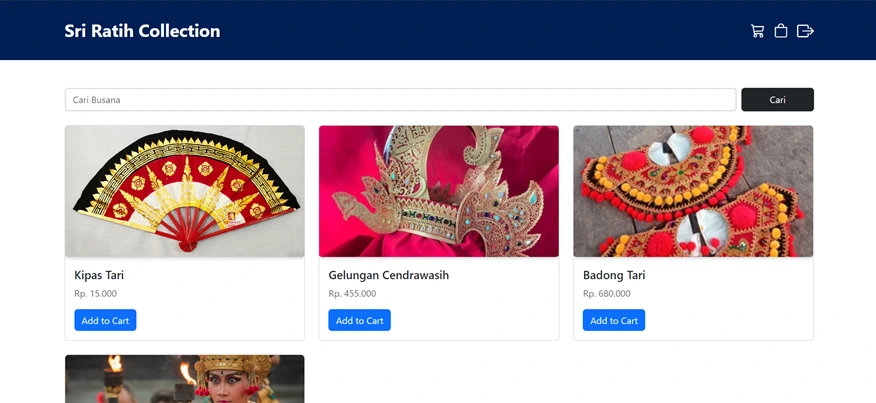 Sri Ratih Collection
Cari Busana
Cari
Kipas Tari
Rp. 15.000
Add to Cart
Gelungan Cendrawasih
Rp. 455.000
Add to Cart
Badong Tari
Rp. 680.000
Add to Cart